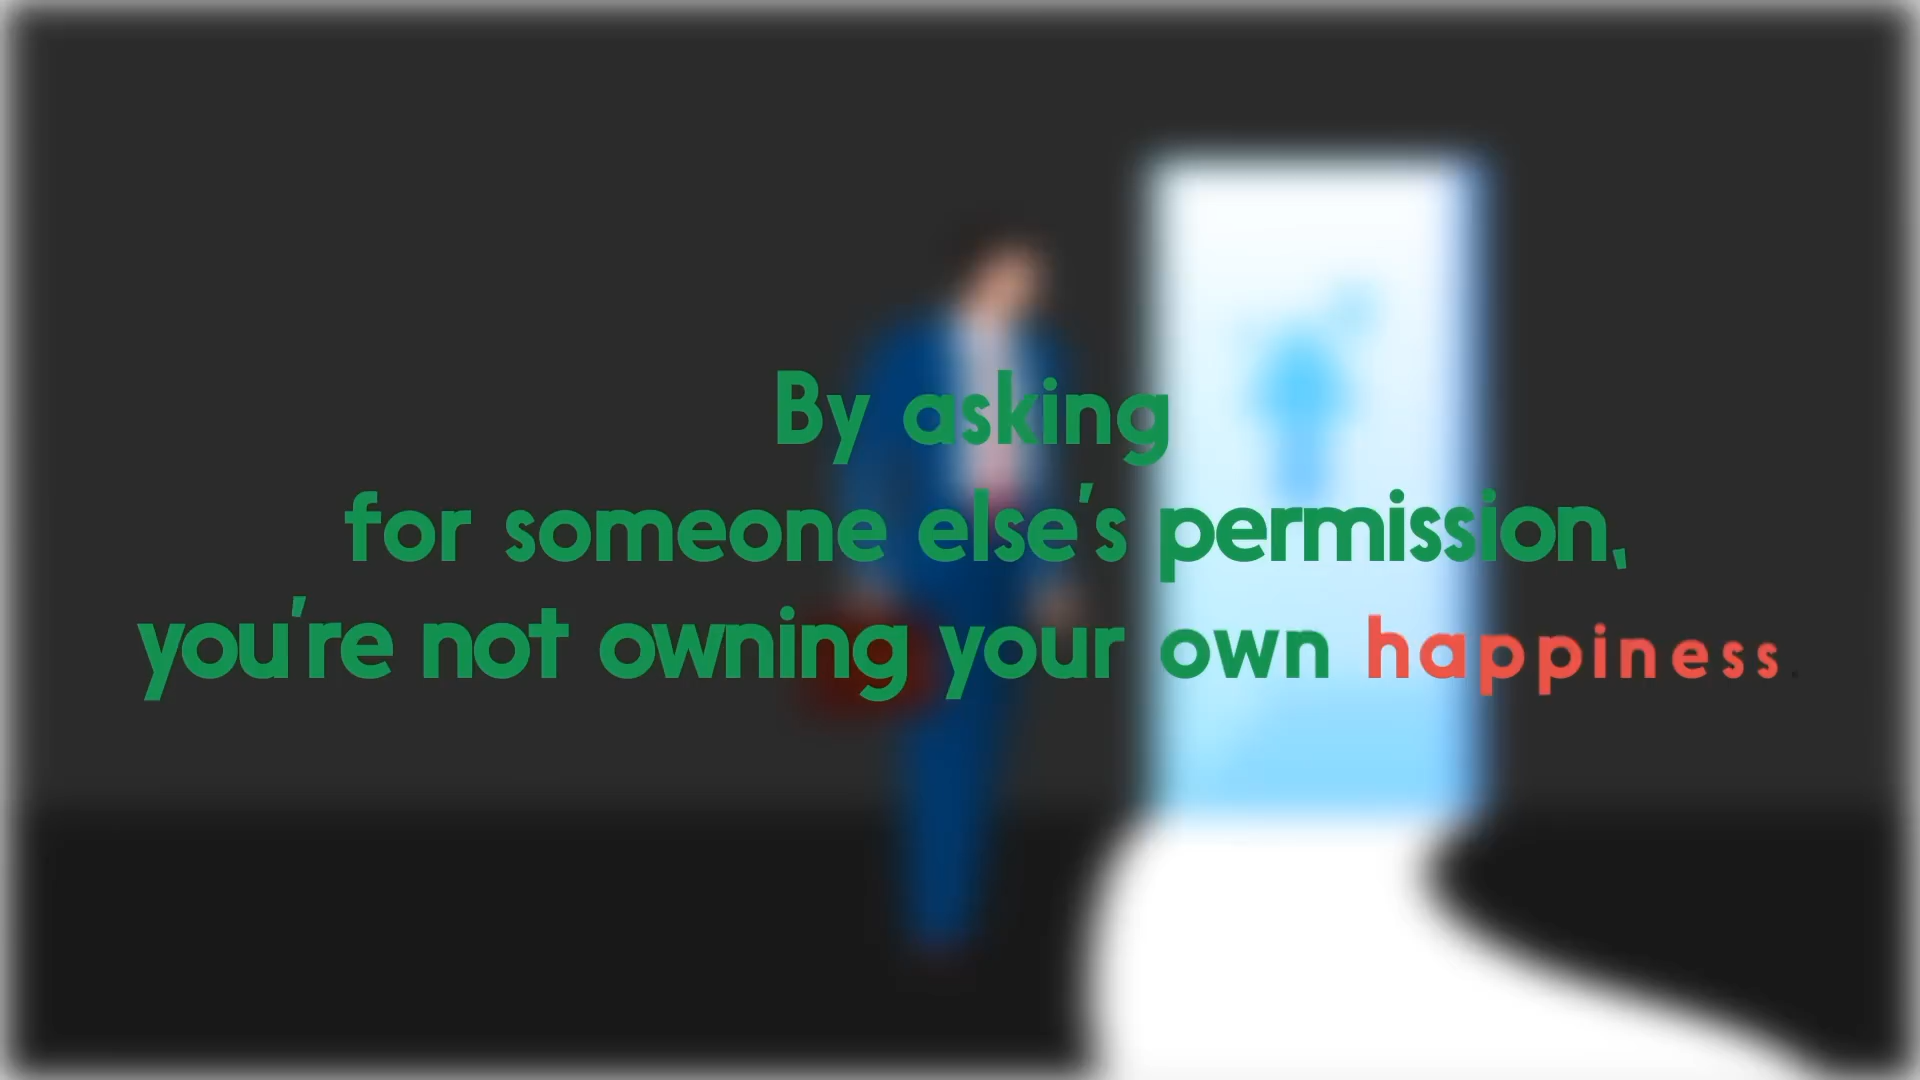 By asking
for someone else's permission,
you're not owning your own happiness.